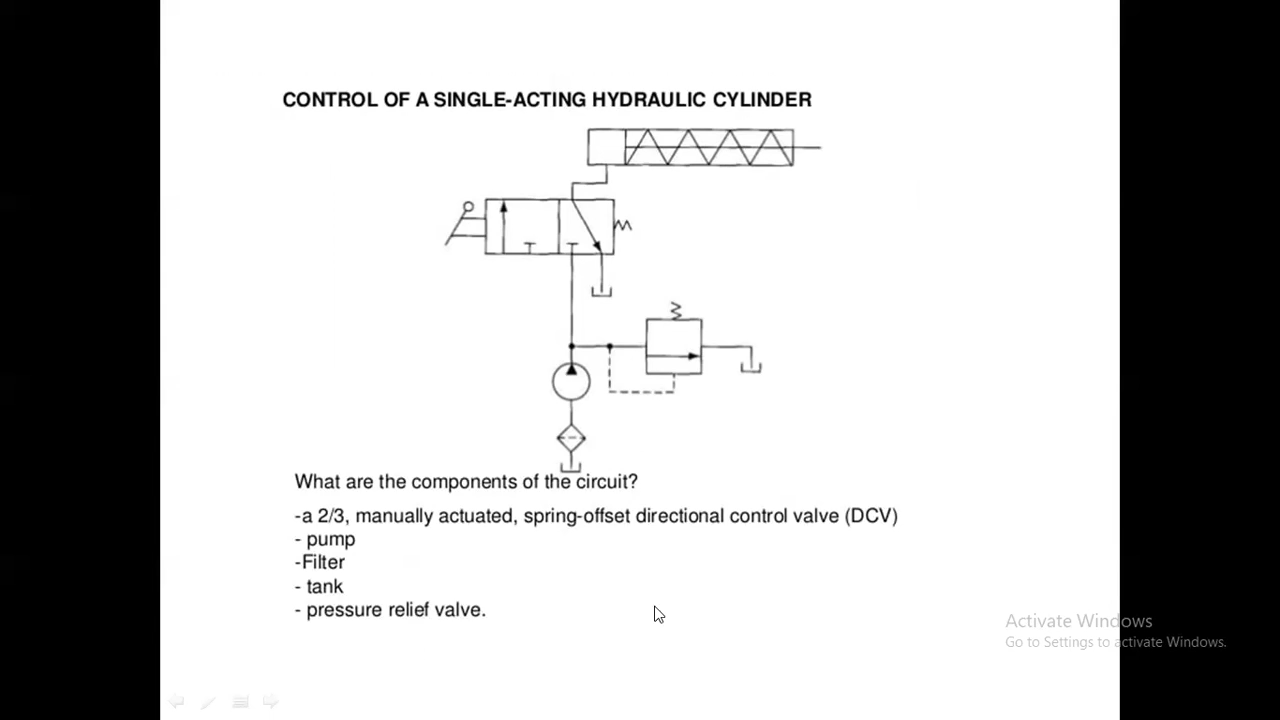 CONTROL OF A SINGLE-ACTING HYDRAULIC CYLINDER
What are the components of the circuit?
-a 2/3, manually actuated, spring-offset directional control valve (DCV)
- pump
-Filter
- tank
- pressure relief valve.
Activate Windows
Go to Settings to activate Windows.